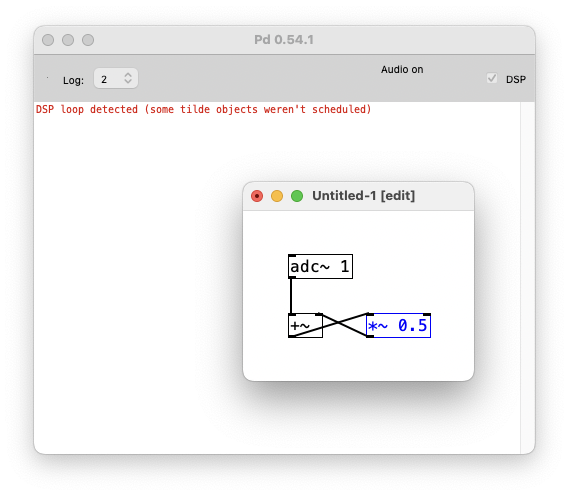 Pd 0.54.1
Log: 2 Audio on DSP
DSP loop detected (some tilde objects weren't scheduled)
Untitled-1 [edit]
adc~ 1
+~ *~ 0.5